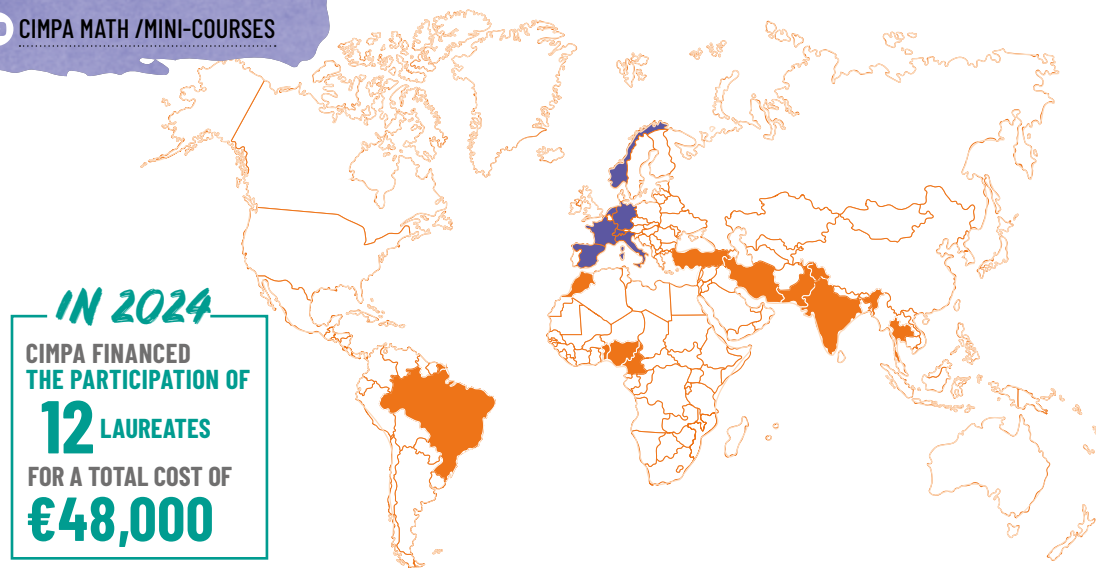 CIMPA MATH /MINI-COURSES
IN 2024
CIMPA FINANCED
THE PARTICIPATION OF
12 LAUREATES
FOR A TOTAL COST OF
€48,000